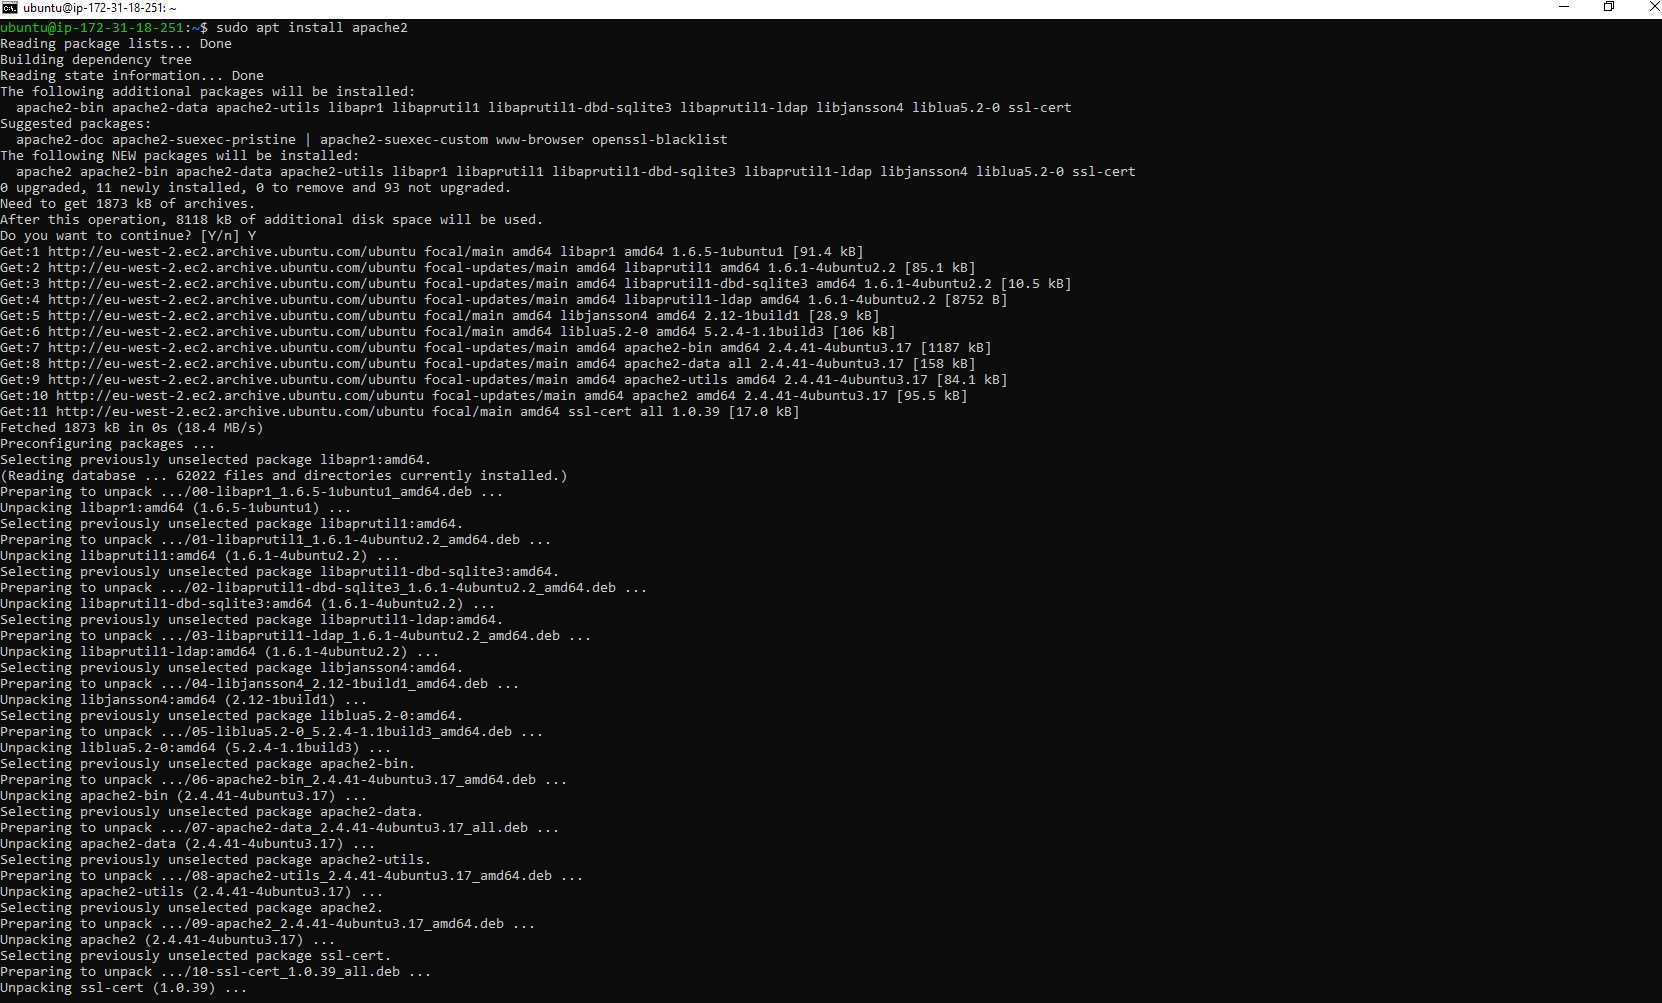 ubuntu@ip-172-31-18-251: ~
ubuntu@ip-172-31-18-251:~$ sudo apt install apache2
Reading package lists... Done
Building dependency tree
Reading state information... Done
The following additional packages will be installed:
  apache2-bin apache2-data apache2-utils libapr1 libaprutil1 libaprutil1-dbd-sqlite3 libaprutil1-ldap libjansson4 liblua5.2-0 ssl-cert
Suggested packages:
  apache2-doc apache2-suexec-pristine | apache2-suexec-custom www-browser openssl-blacklist
The following NEW packages will be installed:
  apache2 apache2-bin apache2-data apache2-utils libapr1 libaprutil1 libaprutil1-dbd-sqlite3 libaprutil1-ldap libjansson4 liblua5.2-0 ssl-cert
0 upgraded, 11 newly installed, 0 to remove and 93 not upgraded.
Need to get 1873 kB of archives.
After this operation, 8118 kB of additional disk space will be used.
Do you want to continue? [Y/n] Y
Get:1 http://eu-west-2.ec2.archive.ubuntu.com/ubuntu focal/main amd64 libapr1 amd64 1.6.5-1ubuntu1 [91.4 kB]
Get:2 http://eu-west-2.ec2.archive.ubuntu.com/ubuntu focal-updates/main amd64 libaprutil1 amd64 1.6.1-4ubuntu2.2 [85.1 kB]
Get:3 http://eu-west-2.ec2.archive.ubuntu.com/ubuntu focal-updates/main amd64 libaprutil1-dbd-sqlite3 amd64 1.6.1-4ubuntu2.2 [10.5 kB]
Get:4 http://eu-west-2.ec2.archive.ubuntu.com/ubuntu focal-updates/main amd64 libaprutil1-ldap amd64 1.6.1-4ubuntu2.2 [8752 B]
Get:5 http://eu-west-2.ec2.archive.ubuntu.com/ubuntu focal/main amd64 libjansson4 amd64 2.12-1build1 [28.9 kB]
Get:6 http://eu-west-2.ec2.archive.ubuntu.com/ubuntu focal/main amd64 liblua5.2-0 amd64 5.2.4-1.1build3 [106 kB]
Get:7 http://eu-west-2.ec2.archive.ubuntu.com/ubuntu focal-updates/main amd64 apache2-bin amd64 2.4.41-4ubuntu3.17 [1187 kB]
Get:8 http://eu-west-2.ec2.archive.ubuntu.com/ubuntu focal-updates/main amd64 apache2-data all 2.4.41-4ubuntu3.17 [158 kB]
Get:9 http://eu-west-2.ec2.archive.ubuntu.com/ubuntu focal-updates/main amd64 apache2-utils amd64 2.4.41-4ubuntu3.17 [84.1 kB]
Get:10 http://eu-west-2.ec2.archive.ubuntu.com/ubuntu focal-updates/main amd64 apache2 amd64 2.4.41-4ubuntu3.17 [95.5 kB]
Get:11 http://eu-west-2.ec2.archive.ubuntu.com/ubuntu focal/main amd64 ssl-cert all 1.0.39 [17.0 kB]
Fetched 1873 kB in 0s (18.4 MB/s)
Preconfiguring packages ...
Selecting previously unselected package libapr1:amd64.
(Reading database ... 62022 files and directories currently installed.)
Preparing to unpack .../00-libapr1_1.6.5-1ubuntu1_amd64.deb ...
Unpacking libapr1:amd64 (1.6.5-1ubuntu1) ...
Selecting previously unselected package libaprutil1:amd64.
Preparing to unpack .../01-libaprutil1_1.6.1-4ubuntu2.2_amd64.deb ...
Unpacking libaprutil1:amd64 (1.6.1-4ubuntu2.2) ...
Selecting previously unselected package libaprutil1-dbd-sqlite3:amd64.
Preparing to unpack .../02-libaprutil1-dbd-sqlite3_1.6.1-4ubuntu2.2_amd64.deb ...
Unpacking libaprutil1-dbd-sqlite3:amd64 (1.6.1-4ubuntu2.2) ...
Selecting previously unselected package libaprutil1-ldap:amd64.
Preparing to unpack .../03-libaprutil1-ldap_1.6.1-4ubuntu2.2_amd64.deb ...
Unpacking libaprutil1-ldap:amd64 (1.6.1-4ubuntu2.2) ...
Selecting previously unselected package libjansson4:amd64.
Preparing to unpack .../04-libjansson4_2.12-1build1_amd64.deb ...
Unpacking libjansson4:amd64 (2.12-1build1) ...
Selecting previously unselected package liblua5.2-0:amd64.
Preparing to unpack .../05-liblua5.2-0_5.2.4-1.1build3_amd64.deb ...
Unpacking liblua5.2-0:amd64 (5.2.4-1.1build3) ...
Selecting previously unselected package apache2-bin.
Preparing to unpack .../06-apache2-bin_2.4.41-4ubuntu3.17_amd64.deb ...
Unpacking apache2-bin (2.4.41-4ubuntu3.17) ...
Selecting previously unselected package apache2-data.
Preparing to unpack .../07-apache2-data_2.4.41-4ubuntu3.17_all.deb ...
Unpacking apache2-data (2.4.41-4ubuntu3.17) ...
Selecting previously unselected package apache2-utils.
Preparing to unpack .../08-apache2-utils_2.4.41-4ubuntu3.17_amd64.deb ...
Unpacking apache2-utils (2.4.41-4ubuntu3.17) ...
Selecting previously unselected package apache2.
Preparing to unpack .../09-apache2_2.4.41-4ubuntu3.17_amd64.deb ...
Unpacking apache2 (2.4.41-4ubuntu3.17) ...
Selecting previously unselected package ssl-cert.
Preparing to unpack .../10-ssl-cert_1.0.39_all.deb ...
Unpacking ssl-cert (1.0.39) ...